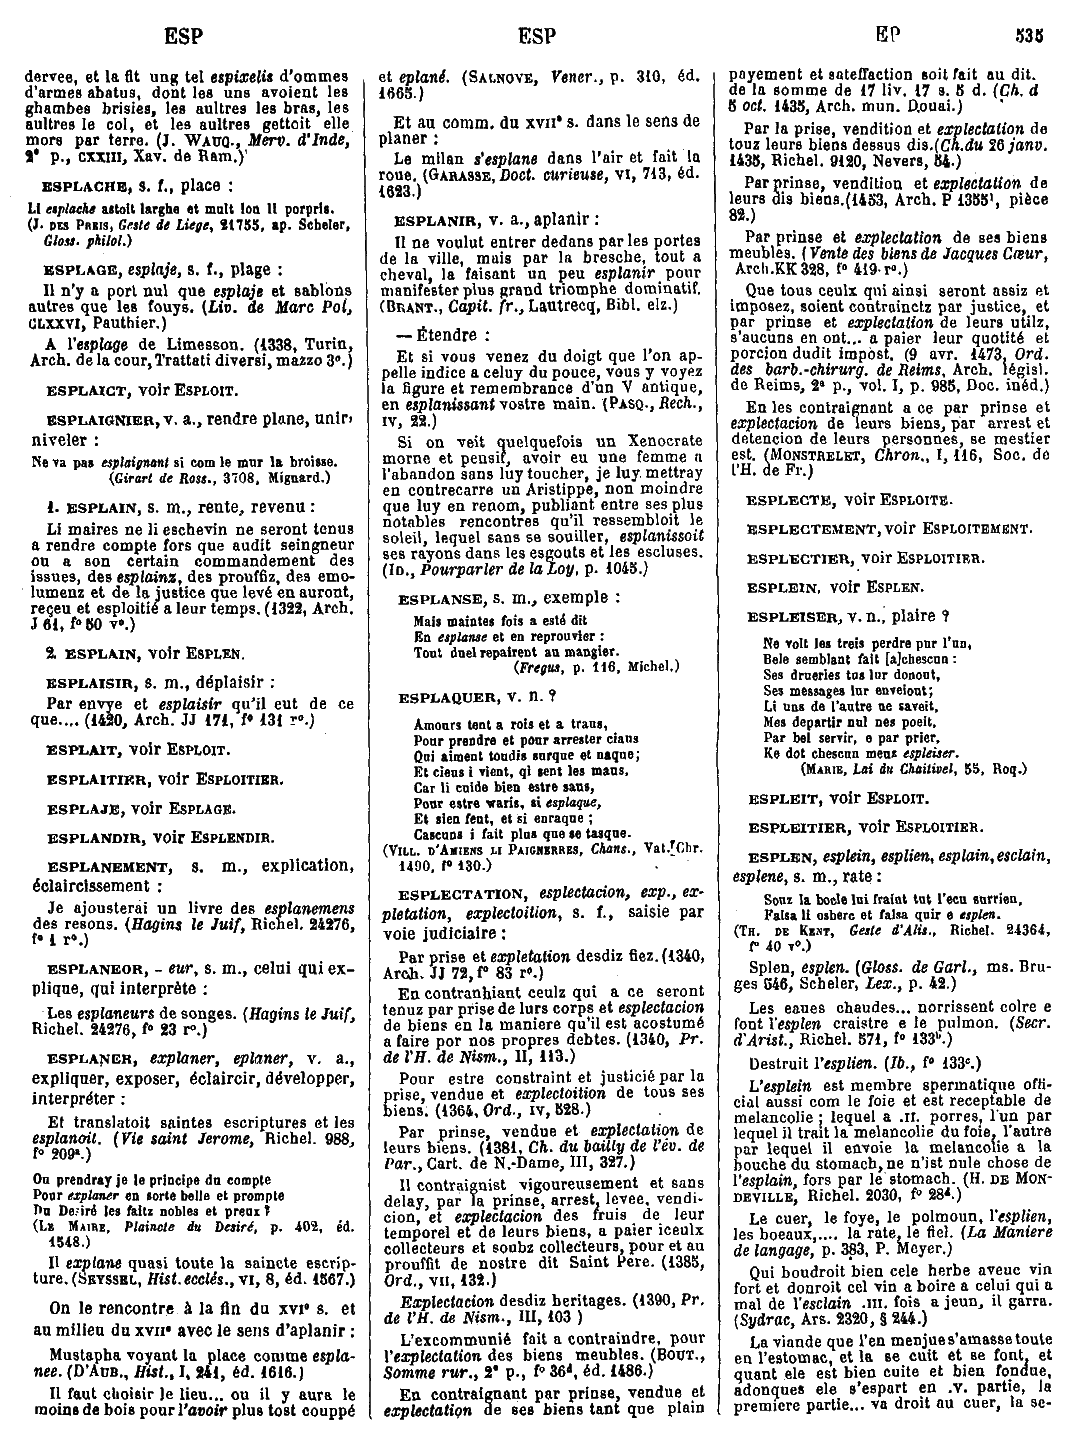 ESP
ESP
EP
535
dervee, et la fit ung tel espixelis d'ommes
d'armes abatus, dont les uns avoient les
ghambes brisies, les aultres les bras, les
aultres le col, et les aultres gettoit elle
mors par terre. (J. WAUQ., Merv. d'Inde,
2e p., CXXIII, Xav. de Ram.)
ESPLACHE, s. f., place :
Li esplache astoit larghe et mult lon li porpris.
(J. DES PREIS, Geste de Liege, 21755, ap. Scheler,
Gloss. philol.)
ESPLAGE, esplaje, s. f., plage :
Il n'y a port nul que esplaje et sablons
autres que les fouys. (Liv. de Marc Pol,
CLXXVI, Pauthier.)
A l'esplage de Limesson. (1338, Turin,
Arch. de la cour, Trattati diversi, mazzo 3o.)
ESPLAICT, voir ESPLOIT.
ESPLAIGNIER, v. a., rendre plane, unir,
niveler :
Ne va pas esplaignant si com le mur la broisse.
(Girart de Ross., 3708, Mignard.)
1. ESPLAIN, s. m., rente, revenu :
Li maires ne li eschevin ne seront tenus
a rendre compte fors que audit seingneur
ou a son certain commandement des
issues, des esplainz, des prouffiz, des emo-
lumenz et de la justice que levé en auront,
reçeu et esploitié a leur temps. (1322, Arch.
J 61, fo 50 vo.)
2. ESPLAIN, voir ESPLEN.
ESPLAISIR, s. m., déplaisir :
Par envye et esplaisir qu'il eut de ce
que.... (1420, Arch. JJ 171, fo 131 ro.)
ESPLAIT, voir ESPLOIT.
ESPLAITIER, voir ESPLOITIER.
ESPLAJE, voir ESPLAGE.
ESPLANDIR, voir ESPLENDIR.
ESPLANEMENT, s. m., explication,
éclaircissement :
Je ajousterai un livre des esplanemens
des resons. (Hagins le Juif, Richel. 24276,
fo 1 ro.)
ESPLANEOR, - eur, s. m., celui qui ex-
plique, qui interprète :
Les esplaneurs de songes. (Hagins le Juif,
Richel. 24276, fo 23 ro.)
ESPLANER, explaner, eplaner, v. a.,
expliquer, exposer, éclaircir, développer,
interpréter :
Et translatoit saintes escriptures et les
esplanoit. (Vie saint Jerome, Richel. 988,
fo 209a.)
Ou prendray je le principe du compte
Pour explaner en sorte belle et prompte
Du Desiré les faitz nobles et preux ?
(LE MAIRE, Plaincte du Desiré, p. 402, éd.
1548.)
Il explane quasi toute la saincte escrip-
ture. (SEYSSEL, Hist. ecclés., VI, 8, éd. 1567.)
On le rencontre à la fin du XVIe s. et
au milieu du XVIIe avec le sens d'aplanir :
Mustapha voyant la place comme espla-
nee. (D'AUB., Hist., I, 241, éd. 1616.)
Il faut choisir le lieu... ou il y aura le
moins de bois pour l'avoir plus tost couppé
et eplané. (SALNOVE, Vener., p. 310, éd.
1665.)
Et au comm. du XVIIe s. dans le sens de
planer :
Le milan s'esplane dans l'air et fait la
roue. (GARASSE, Doct. curieuse, VI, 713, éd.
1623.)
ESPLANIR, v. a., aplanir :
Il ne voulut entrer dedans par les portes
de la ville, mais par la bresche, tout a
cheval, la faisant un peu esplanir pour
manifester plus grand triomphe dominatif.
(BRANT., Capit. fr., Lautrecq, Bibl. elz.)
— Étendre :
Et si vous venez du doigt que l'on ap-
pelle indice a celuy du pouce, vous y voyez
la figure et remembrance d'un V antique,
en esplanissant vostre main. (PASQ., Rech.,
IV, 22.)
Si on veit quelquefois un Xenocrate
morne et pensif, avoir eu une femme a
l'abandon sans luy toucher, je luy mettray
en contrecarre un Aristippe, non moindre
que luy en renom, publiant entre ses plus
notables rencontres qu'il ressembloit le
soleil, lequel sans se souiller, esplanissoit
ses rayons dans les esgouts et les escluses.
(ID., Pourparler de la Loy, p. 1045.)
ESPLANSE, s. m., exemple :
Mais maintes fois a esté dit
En esplanse et en reprouvier :
Tout duel repairent au mangier.
(Fregus, p. 116, Michel.)
ESPLAQUER, v. n. ?
Amours tent a rois et a trans,
Pour prendre et pour arrester cians
Qui aiment toudis surque et naque;
Et ciens i vient, qi sent les maus,
Car li cuide bien estre sans,
Pour estre waris, si esplaque,
Et sien fent, et si enraque ;
Cascuns i fait plus que se tasque.
(VILL. D'AMIENS LI PAIGNERRES, Chans., Vat. Chr.
1490, fo 130.)
ESPLECTATION, esplectacion, exp., ex-
pletation, explectoition, s. f., saisie par
voie judiciaire :
Par prise et expletation desdiz fiez. (1340,
Arch. JJ 72, fo 83 ro.)
En contranhiant ceulz qui a ce seront
tenuz par prise de lurs corps et esplectacion
de biens en la maniere qu'il est acostumé
a faire por nos propres debtes. (1340, Pr.
de l'H. de Nism., II, 113.)
Pour estre constraint et justicié par la
prise, vendue et explectoition de tous ses
biens. (1364, Ord., IV, 528.)
Par prinse, vendue et explectation de
leurs biens. (1381, Ch. du bailly de l'év. de
Par., Cart. de N.-Dame, III, 327.)
Il contraignist vigoureusement et sans
delay, par la prinse, arrest, levee, vendi-
cion, et explectacion des fruis de leur
temporel et de leurs biens, a paier iceulx
collecteurs et soubz collecteurs, pour et au
prouffit de nostre dit Saint Pere. (1385,
Ord., VII, 132.)
Explectacion desdiz heritages. (1390, Pr.
de l'H. de Nism., III, 103 )
L'excommunié fait a contraindre, pour
l'explectation des biens meubles. (BOUT.,
Somme rur., 2e p., fo 36d, éd. 1486.)
En contraignant par prinse, vendue et
explectation de ses biens tant que plain
payement et sateffaction soit fait au dit.
de la somme de 17 liv. 17 s. 5 d. (Ch. d
5 oct. 1435, Arch. mun. Douai.)
Par la prise, vendition et explectation de
touz leurs biens dessus dis. (Ch. du 26 janv.
1435, Richel. 9120, Nevers, 54.)
Par prinse, vendition et explectation de
leurs dis biens. (1453, Arch. P 1355¹, pièce
82.)
Par prinse et explectation de ses biens
meubles. (Vente des biens de Jacques Cœur,
Arch. KK 328, fo 419 ro.)
Que tous ceulx qui ainsi seront assiz et
imposez, soient contrainctz par justice, et
par prinse et explectation de leurs utilz,
s'aucuns en ont... a paier leur quotité et
porcion dudit impost. (9 avr. 1473, Ord.
des barb.-chirurg. de Reims, Arch. législ.
de Reims, 2e p., vol. I, p. 985, Doc. inéd.)
En les contraignant a ce par prinse et
explectacion de leurs biens, par arrest et
detencion de leurs personnes, se mestier
est. (MONSTRELET, Chron., I, 116, Soc. de
l'H. de Fr.)
ESPLECTE, voir ESPLOITE.
ESPLECTEMENT, voir ESPLOITEMENT.
ESPLECTIER, voir ESPLOITIER.
ESPLEIN, voir ESPLEN.
ESPLEISER, v. n., plaire ?
Ne volt les treis perdre pur l'un,
Bele semblant fait [a]chescun :
Ses drueries tos lur donout,
Ses messages lur enveiont;
Li uns de l'autre ne saveit,
Mes departir nul nes poeit,
Par bel servir, e par prier,
Ke dot chescun meux espleiser.
(MARIE, Lai du Chaitivel, 55, Roq.)
ESPLEIT, voir ESPLOIT.
ESPLEITIER, voir ESPLOITIER.
ESPLEN, esplein, esplien, esplain, esclain,
esplene, s. m., rate :
Souz la bocle lui fraint tut l'ecu surrien,
Falsa li osberc et falsa quir e esplen.
(TH. DE KENT, Geste d'Alis., Richel. 24364,
fo 40 vo.)
Splen, esplen. (Gloss. de Garl., ms. Bru-
ges 546, Scheler, Lex., p. 42.)
Les eaues chaudes... norrissent colre e
font l'esplen craistre e le pulmon. (Secr.
d'Arist., Richel. 571, fo 133b.)
Destruit l'esplien. (Ib., fo 133c.)
L'esplein est membre spermatique offi-
cial aussi com le foie et est receptable de
melancolie ; lequel a .II. porres, l'un par
lequel il trait la melancolie du foie, l'autre
par lequel il envoie la melancolie a la
bouche du stomach, ne n'ist nule chose de
l'esplain, fors par le stomach. (H. DE MON-
DEVILLE, Richel. 2030, fo 28d.)
Le cuer, le foye, le polmoun, l'esplien,
les boeaux,.... la rate, le fiel. (La Maniere
de langage, p. 383, P. Meyer.)
Qui boudroit bien cele herbe aveuc vin
fort et donroit cel vin a boire a celui qui a
mal de l'esclain .III. fois a jeun, il garra.
(Sydrac, Ars. 2320, § 244.)
La viande que l'en menjue s'amasse toute
en l'estomac, et la se cuit et se font, et
quant ele est bien cuite et bien fondue,
adonques ele s'espart en .V. partie, la
premiere partie... va droit au cuer, la se-